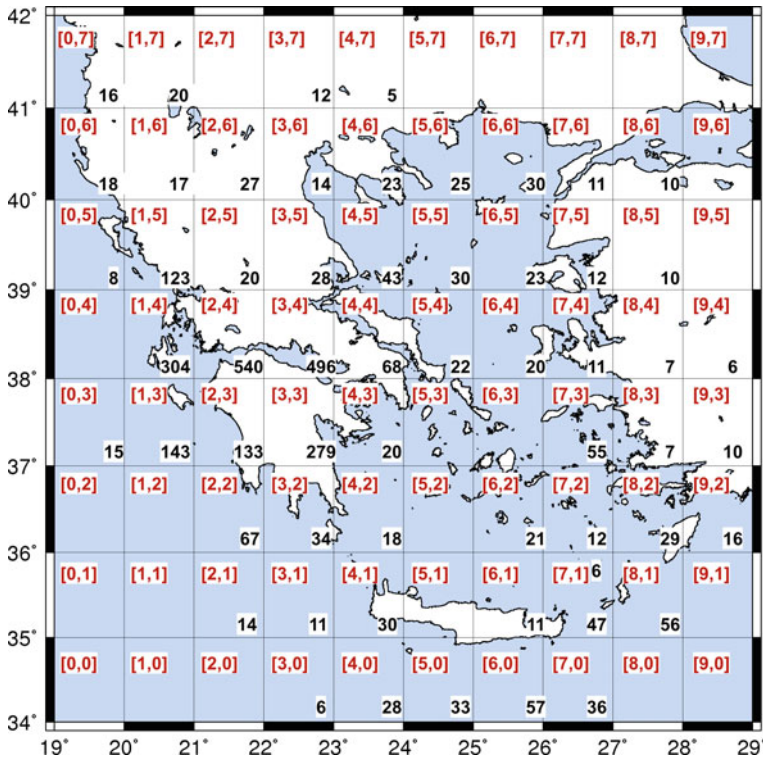 42°
[0,7] [1,7] [2,7] [3,7] [4,7] [5,7] [6,7] [7,7] [8,7] [9,7]
16 20 12 5
41°
[0,6] [1,6] [2,6] [3,6] [4,6] [5,6] [6,6] [7,6] [8,6] [9,6]
18 17 27 14 23 25 30 11 10
40°
[0,5] [1,5] [2,5] [3,5] [4,5] [5,5] [6,5] [7,5] [8,5] [9,5]
8 123 20 28 43 30 23 12 10
39°
[0,4] [1,4] [2,4] [3,4] [4,4] [5,4] [6,4] [7,4] [8,4] [9,4]
304 540 496 68 22 20 11 7 6
38°
[0,3] [1,3] [2,3] [3,3] [4,3] [5,3] [6,3] [7,3] [8,3] [9,3]
15 143 133 279 20 55 7 10
37°
[0,2] [1,2] [2,2] [3,2] [4,2] [5,2] [6,2] [7,2] [8,2] [9,2]
67 34 18 21 12 29 16
36°
[0,1] [1,1] [2,1] [3,1] [4,1] [5,1] [6,1] [7,1] 6 [8,1] [9,1]
14 11 30 11 47 56
35°
[0,0] [1,0] [2,0] [3,0] [4,0] [5,0] [6,0] [7,0] [8,0] [9,0]
6 28 33 57 36
34°
19° 20° 21° 22° 23° 24° 25° 26° 27° 28° 29°